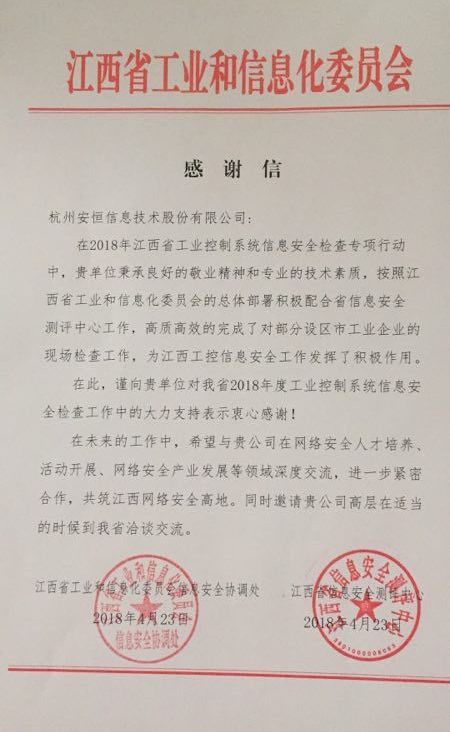 江西省工业和信息化委员会
感谢信
杭州安恒信息技术股份有限公司:
在2018年江西省工业控制系统信息安全检查专项行动
中，贵单位秉承良好的敬业精神和专业的技术素质，按照江
西省工业和信息化委员会的总体部署积极配合省信息安全
测评中心工作，高质高效的完成了对部分设区市工业企业的
现场检查工作，为江西工控信息安全工作发挥了积极作用。
在此，谨向贵单位对我省2018年度工业控制系统信息安
全检查工作中的大力支持表示衷心感谢！
在未来的工作中，希望与贵公司在网络安全人才培养、
活动开展、网络安全产业发展等领域深度交流，进一步紧密
合作，共筑江西网络安全高地。同时邀请贵公司高层在适当
的时候到我省洽谈交流。
江西省工业和信息化委员会信息安全协调处 江西省信息安全测评中心
2018年4月23日 2018年4月23日
江西省工业和信息化委员会
信息安全协调处
江西省信息安全测评中心